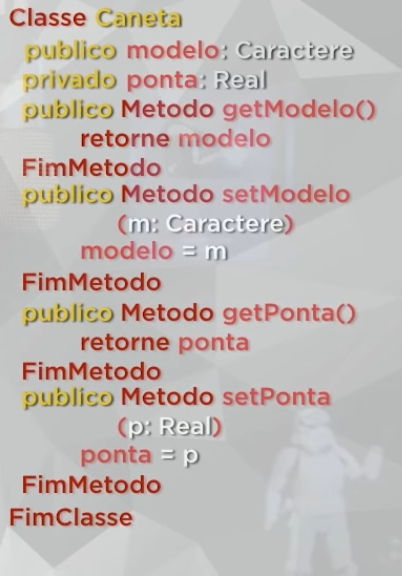 Classe Caneta
publico modelo: Caractere
privado ponta: Real
publico Metodo getModelo()
retorne modelo
FimMetodo
publico Metodo setModelo
(m: Caractere)
modelo = m
FimMetodo
publico Metodo getPonta()
retorne ponta
FimMetodo
publico Metodo setPonta
(p: Real)
ponta = p
FimMetodo
FimClasse